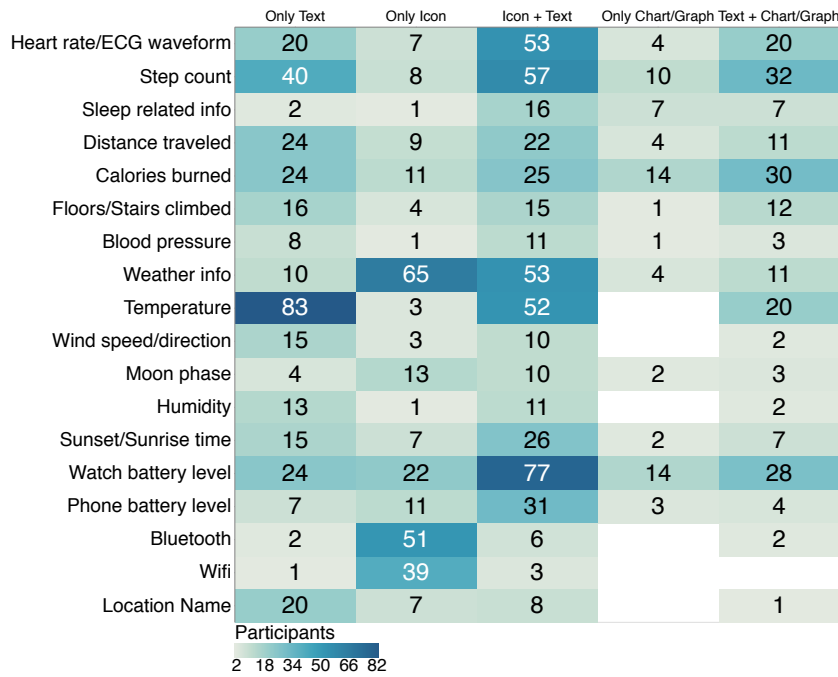 Only Text Only Icon Icon + Text Only Chart/Graph Text + Chart/Graph
Heart rate/ECG waveform 20 7 53 4 20
Step count 40 8 57 10 32
Sleep related info 2 1 16 7 7
Distance traveled 24 9 22 4 11
Calories burned 24 11 25 14 30
Floors/Stairs climbed 16 4 15 1 12
Blood pressure 8 1 11 1 3
Weather info 10 65 53 4 11
Temperature 83 3 52 20
Wind speed/direction 15 3 10 2
Moon phase 4 13 10 2 3
Humidity 13 1 11 2
Sunset/Sunrise time 15 7 26 2 7
Watch battery level 24 22 77 14 28
Phone battery level 7 11 31 3 4
Bluetooth 2 51 6 2
Wifi 1 39 3
Location Name 20 7 8 1
Participants
2 18 34 50 66 82